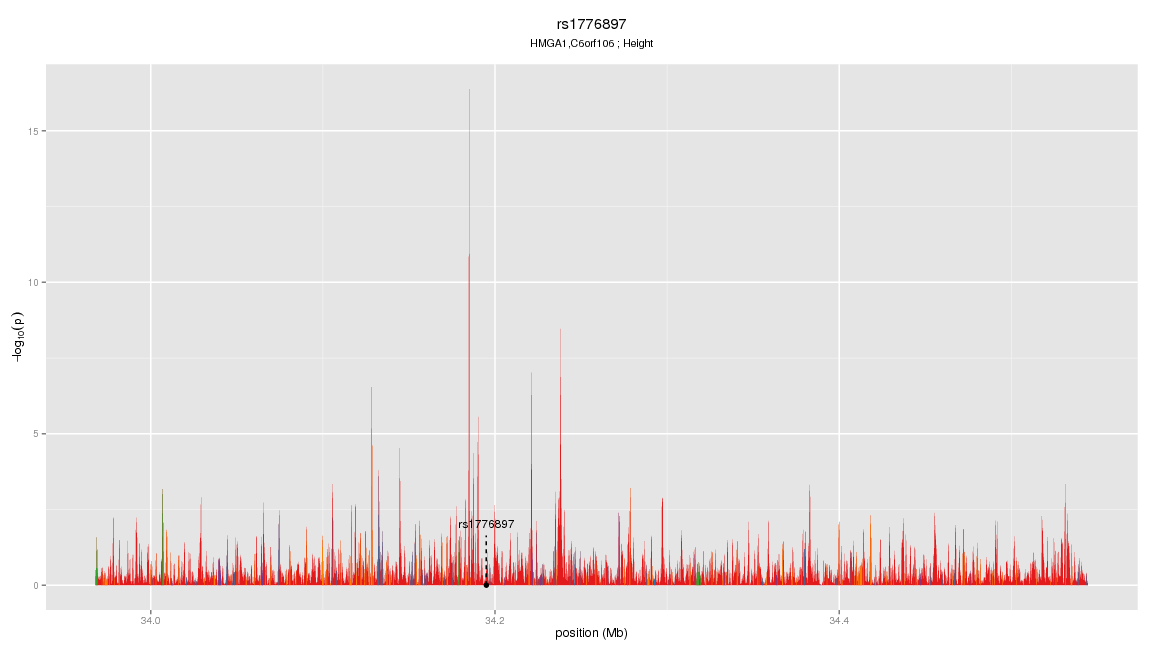 rs1776897
HMGA1,C6orf106 ; Height
15
10
5
0
−log10(p)
rs1776897
34.0
34.2
34.4
position (Mb)